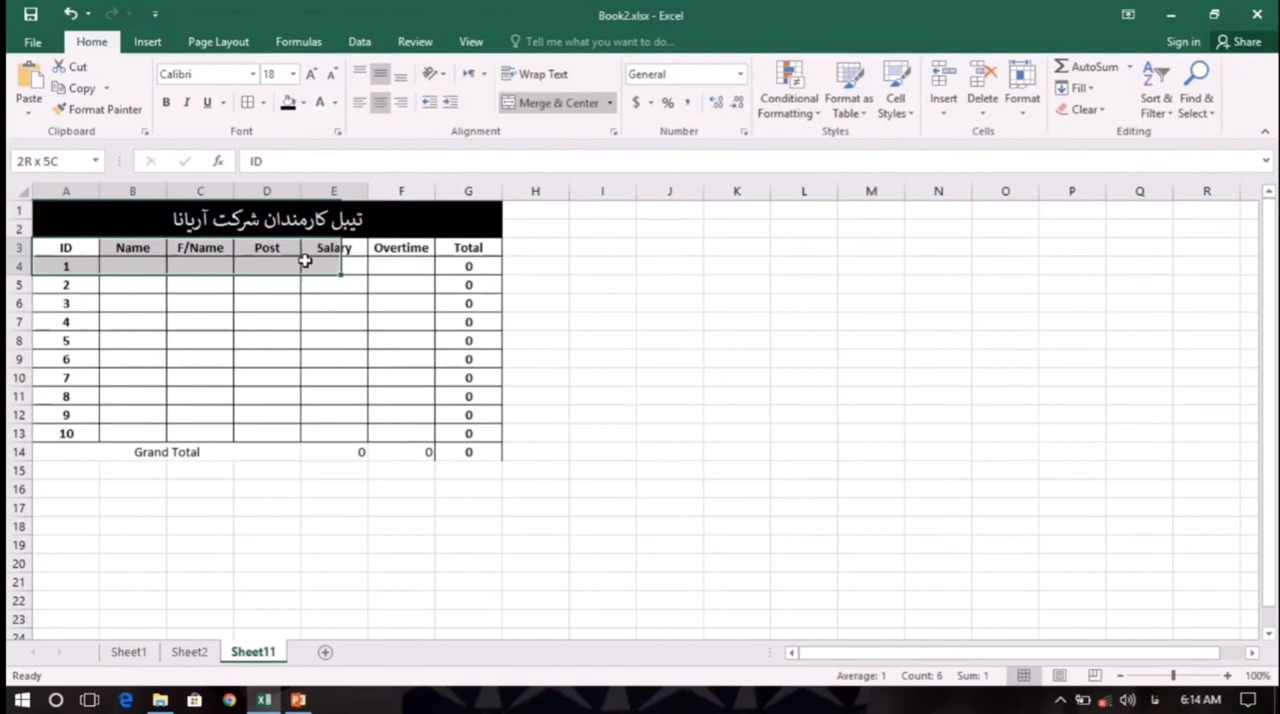 Book2.xlsx - Excel
File Home Insert Page Layout Formulas Data Review View Tell me what you want to do... Sign in Share
Paste Cut Copy Format Painter
Calibri 18 B I U
Wrap Text Merge & Center
General $ %
Conditional Formatting Format as Table Cell Styles
Insert Delete Format
AutoSum Fill Clear Sort & Filter Find & Select
Clipboard Font Alignment Number Styles Cells Editing
2R x 5C fx ID
A B C D E F G H I J K L M N O P Q R
1
تیبل کارمندان شرکت آریانا
2
3 ID Name F/Name Post Salary Overtime Total
4 1 0
5 2 0
6 3 0
7 4 0
8 5 0
9 6 0
10 7 0
11 8 0
12 9 0
13 10 0
14 Grand Total 0 0 0
15
16
17
18
19
20
21
22
23
24
Sheet1 Sheet2 Sheet11
Ready Average: 1 Count: 6 Sum: 1 100%
فا 6:14 AM